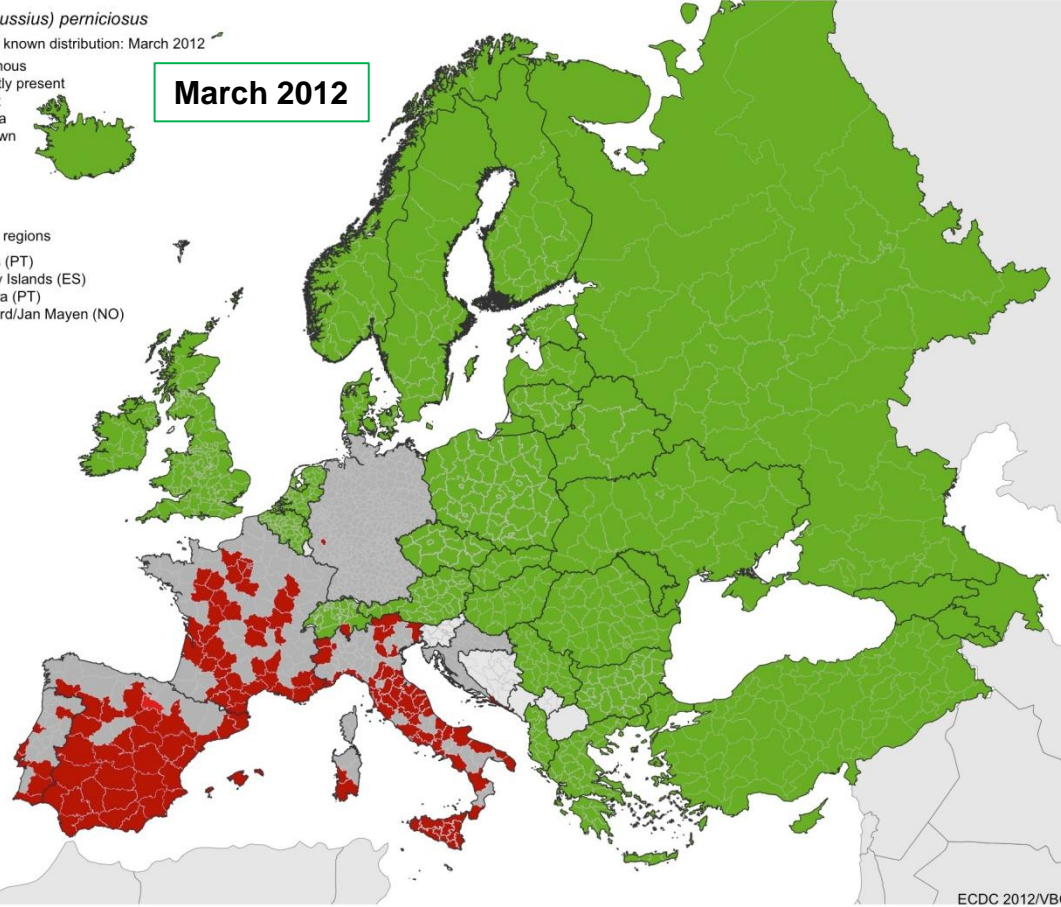 ussius) perniciosus
known distribution: March 2012
nous
tly present
a
wn
March 2012
regions
(PT)
y Islands (ES)
a (PT)
rd/Jan Mayen (NO)
ECDC 2012/VB